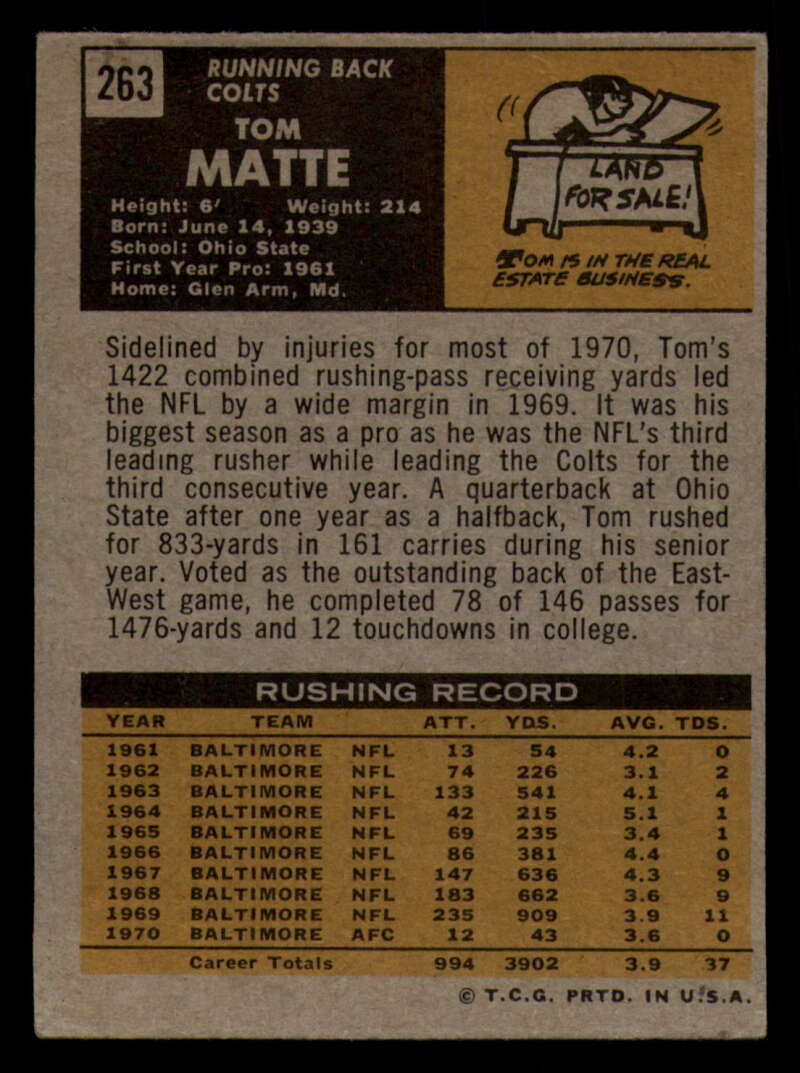 263
RUNNING BACK
COLTS
TOM
MATTE
Height: 6' Weight: 214
Born: June 14, 1939
School: Ohio State
First Year Pro: 1961
Home: Glen Arm, Md.
LAND
FOR SALE!
TOM IS IN THE REAL
ESTATE BUSINESS.
Sidelined by injuries for most of 1970, Tom's
1422 combined rushing-pass receiving yards led
the NFL by a wide margin in 1969. It was his
biggest season as a pro as he was the NFL's third
leading rusher while leading the Colts for the
third consecutive year. A quarterback at Ohio
State after one year as a halfback, Tom rushed
for 833-yards in 161 carries during his senior
year. Voted as the outstanding back of the East-
West game, he completed 78 of 146 passes for
1476-yards and 12 touchdowns in college.
RUSHING RECORD
YEAR TEAM ATT. YDS. AVG. TDS.
1961 BALTIMORE NFL 13 54 4.2 0
1962 BALTIMORE NFL 74 226 3.1 2
1963 BALTIMORE NFL 133 541 4.1 4
1964 BALTIMORE NFL 42 215 5.1 1
1965 BALTIMORE NFL 69 235 3.4 1
1966 BALTIMORE NFL 86 381 4.4 0
1967 BALTIMORE NFL 147 636 4.3 9
1968 BALTIMORE NFL 183 662 3.6 9
1969 BALTIMORE NFL 235 909 3.9 11
1970 BALTIMORE AFC 12 43 3.6 0
Career Totals 994 3902 3.9 37
© T.C.G. PRTD. IN U.S.A.